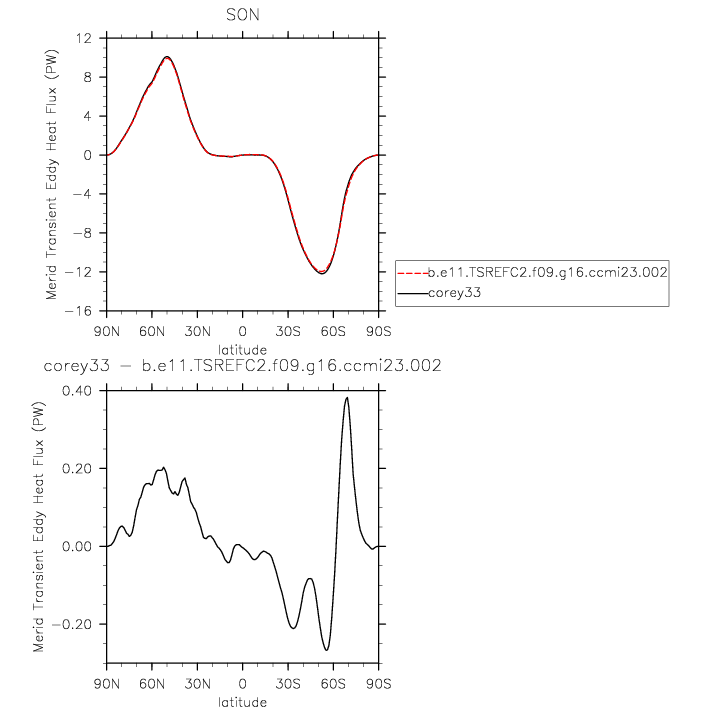 SON
Merid Transient Eddy Heat Flux (PW)
12
8
4
0
−4
−8
−12
−16
90N 60N 30N 0 30S 60S 90S
latitude
b.e11.TSREFC2.f09.g16.ccmi23.002
corey33
corey33 − b.e11.TSREFC2.f09.g16.ccmi23.002
Merid Transient Eddy Heat Flux (PW)
0.40
0.20
0.00
−0.20
90N 60N 30N 0 30S 60S 90S
latitude